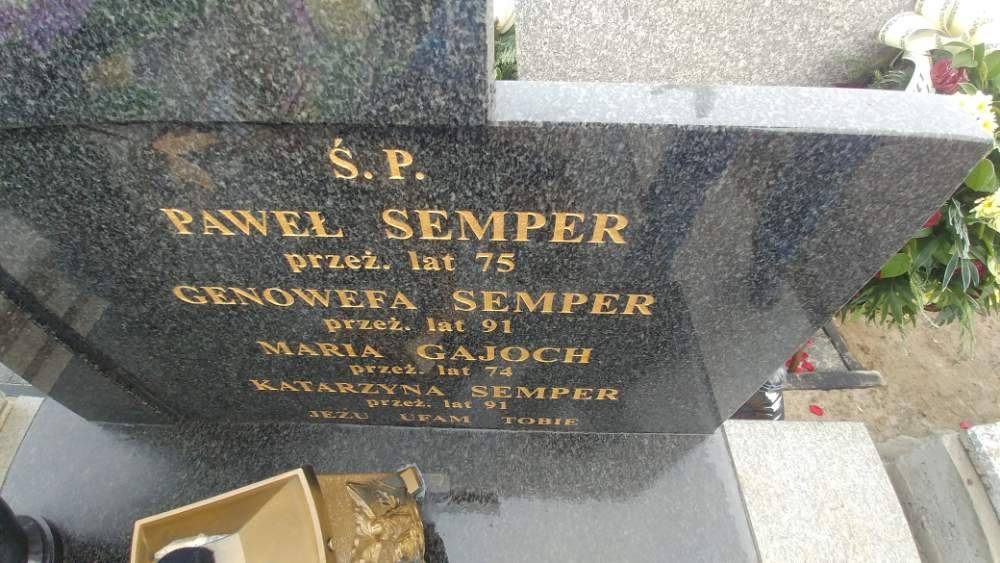 Ś. P.
PAWEŁ SEMPER
przeż. lat 75
GENOWEFA SEMPER
przeż. lat 91
MARIA GAJOCH
przeż. lat 74
KATARZYNA SEMPER
przeż. lat 91
JEZU UFAM TOBIE